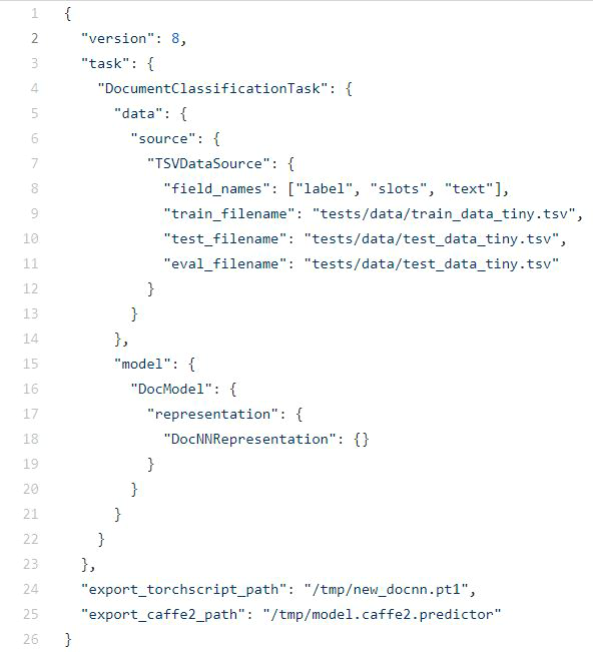 1 {
2   "version": 8,
3   "task": {
4     "DocumentClassificationTask": {
5       "data": {
6         "source": {
7           "TSVDataSource": {
8             "field_names": ["label", "slots", "text"],
9             "train_filename": "tests/data/train_data_tiny.tsv",
10             "test_filename": "tests/data/test_data_tiny.tsv",
11             "eval_filename": "tests/data/test_data_tiny.tsv"
12           }
13         }
14       },
15       "model": {
16         "DocModel": {
17           "representation": {
18             "DocNNRepresentation": {}
19           }
20         }
21       }
22     }
23   },
24   "export_torchscript_path": "/tmp/new_docnn.pt1",
25   "export_caffe2_path": "/tmp/model.caffe2.predictor"
26 }